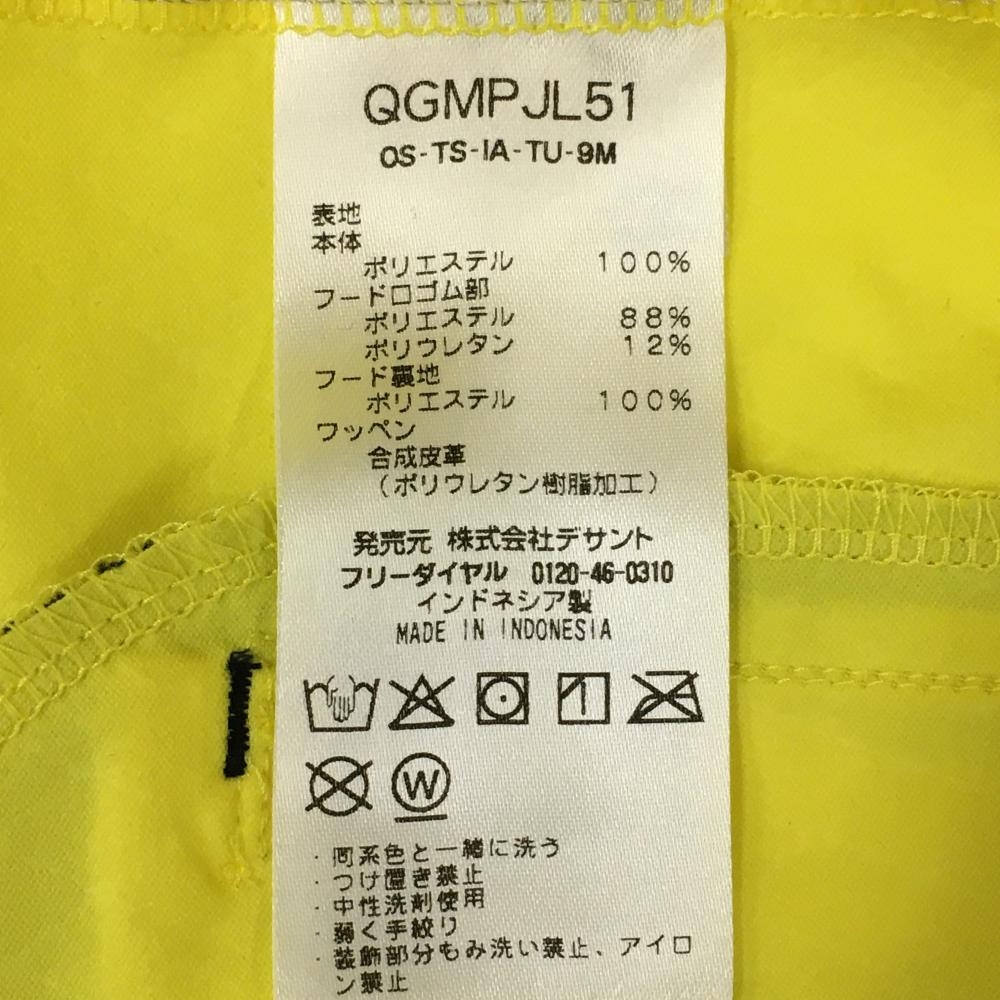 QGMPJL51
OS-TS-IA-TU-9M
表地
本体
ポリエステル 100%
フード口ゴム部
ポリエステル 88%
ポリウレタン 12%
フード裏地
ポリエステル 100%
ワッペン
合成皮革
(ポリウレタン樹脂加工)
発売元 株式会社デサント
フリーダイヤル 0120-46-0310
インドネシア製
MADE IN INDONESIA
W
・同系色と一緒に洗う
・つけ置き禁止
・中性洗剤使用
・弱く手絞り
・装飾部分もみ洗い禁止、アイロ
ン禁止